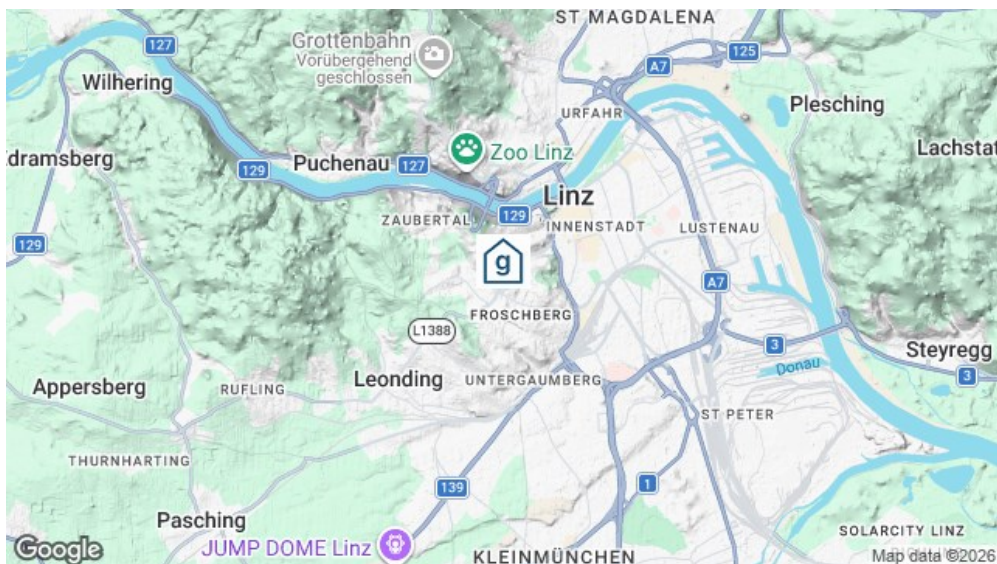 ST MAGDALENA
127
Grottenbahn
Vorübergehend
geschlossen
A7
125
Wilhering
URFAHR
Plesching
Zoo Linz
Puchenau
127
129
Linz
129
ZAUBERTAL
INNENSTADT
LUSTENAU
129
g
A7
FROSCHBERG
L1388
3
Steyregg
Donau
3
Appersberg
RUFLING
Leonding
UNTERGAUMBERG
ST PETER
THURNHARTING
139
1
Pasching
SOLARCITY LINZ
JUMP DOME Linz
Google
KLEINMÜNCHEN
Map data ©2026